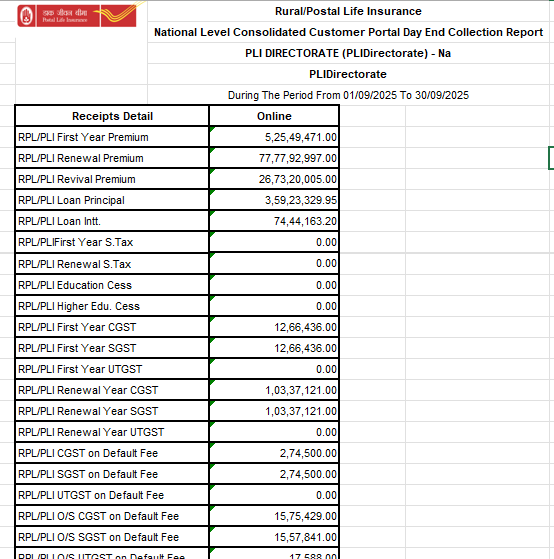 डाक जीवन बीमा
Postal Life Insurance
Rural/Postal Life Insurance
National Level Consolidated Customer Portal Day End Collection Report
PLI DIRECTORATE (PLIDirectorate) - Na
PLIDirectorate
During The Period From 01/09/2025 To 30/09/2025
Receipts Detail Online
RPL/PLI First Year Premium 5,25,49,471.00
RPL/PLI Renewal Premium 77,77,92,997.00
RPL/PLI Revival Premium 26,73,20,005.00
RPL/PLI Loan Principal 3,59,23,329.95
RPL/PLI Loan Intt. 74,44,163.20
RPL/PLIFirst Year S.Tax 0.00
RPL/PLI Renewal S.Tax 0.00
RPL/PLI Education Cess 0.00
RPL/PLI Higher Edu. Cess 0.00
RPL/PLI First Year CGST 12,66,436.00
RPL/PLI First Year SGST 12,66,436.00
RPL/PLI First Year UTGST 0.00
RPL/PLI Renewal Year CGST 1,03,37,121.00
RPL/PLI Renewal Year SGST 1,03,37,121.00
RPL/PLI Renewal Year UTGST 0.00
RPL/PLI CGST on Default Fee 2,74,500.00
RPL/PLI SGST on Default Fee 2,74,500.00
RPL/PLI UTGST on Default Fee 0.00
RPL/PLI O/S CGST on Default Fee 15,75,429.00
RPL/PLI O/S SGST on Default Fee 15,57,841.00
RPL/PLI O/S UTGST on Default Fee 17,588.00